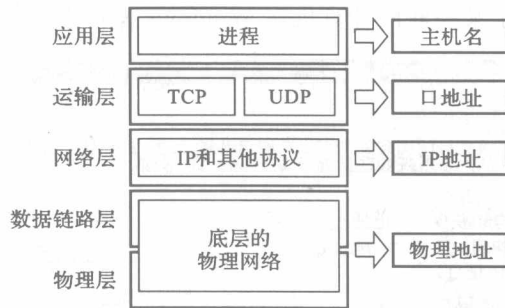 应用层 进程 主机名
运输层 TCP UDP 口地址
网络层 IP和其他协议 IP地址
数据链路层
底层的
物理网络
物理地址
物理层